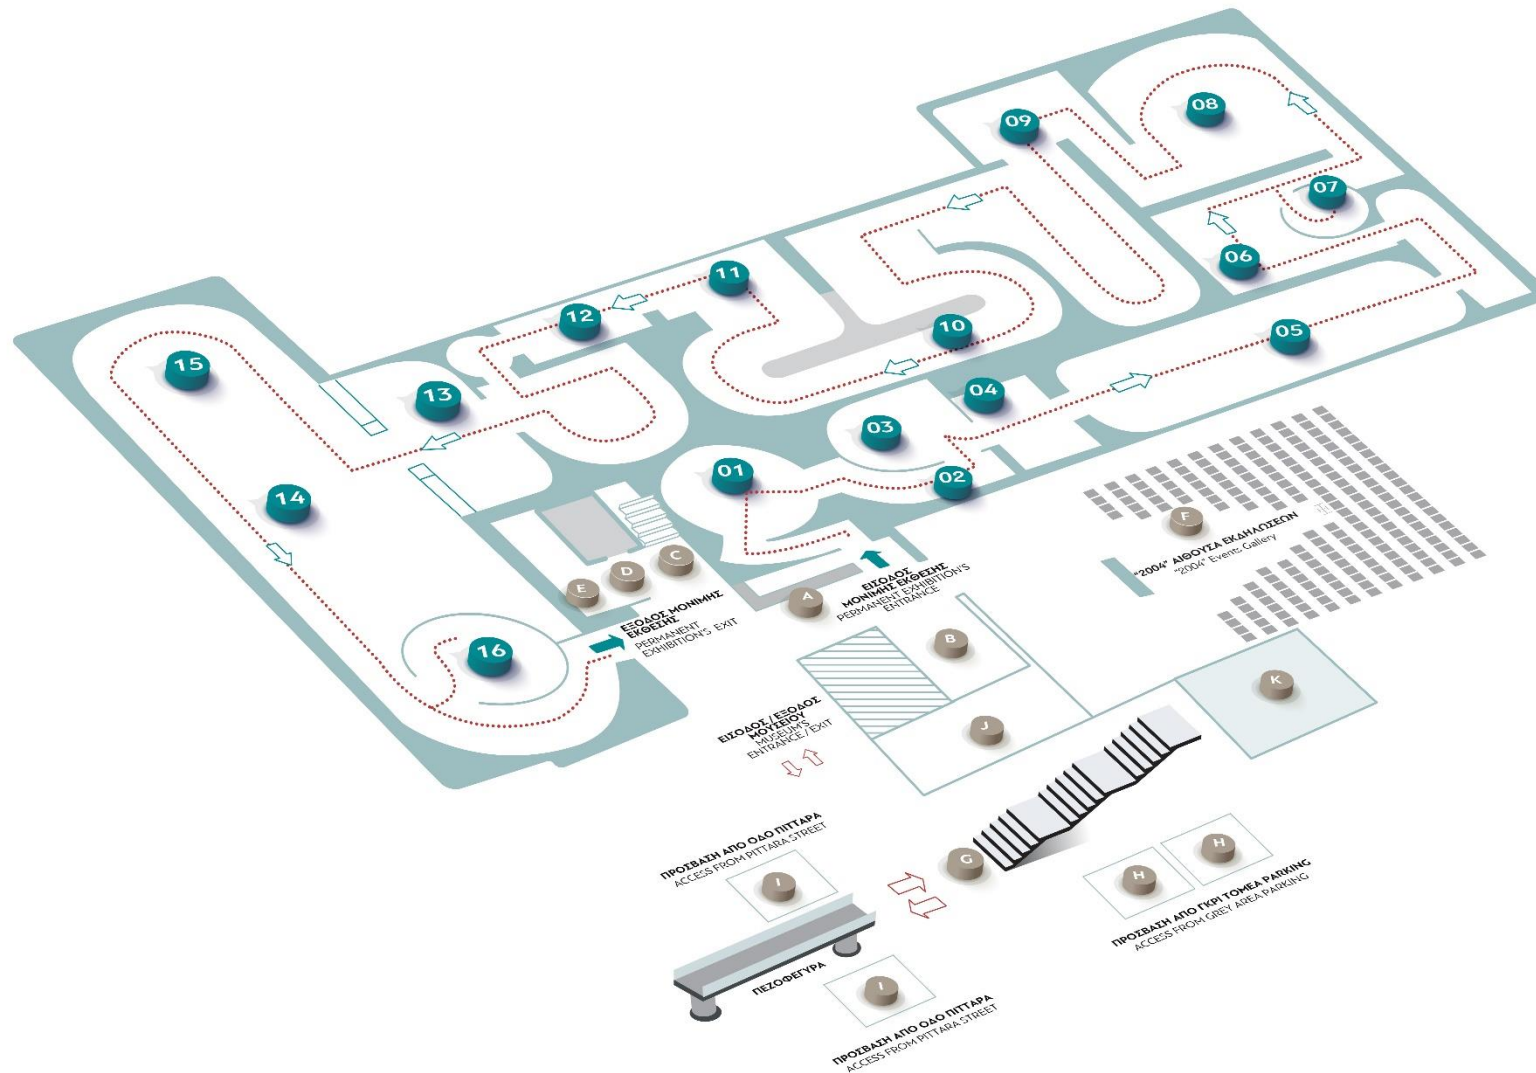 08
09
07
06
11
12
10
05
15
13
04
03
01
02
14
F
"2004" ΑΙΘΟΥΣΑ ΕΚΔΗΛΩΣΕΩΝ
"2004" Events Gallery
C
D
E
A
ΕΙΣΟΔΟΣ
ΜΟΝΙΜΗΣ ΕΚΘΕΣΗΣ
PERMANENT EXHIBITION'S
ENTRANCE
ΕΞΟΔΟΣ ΜΟΝΙΜΗΣ
ΕΚΘΕΣΗΣ
PERMANENT
EXHIBITION'S EXIT
16
B
K
J
ΕΙΣΟΔΟΣ / ΕΞΟΔΟΣ
ΜΟΥΣΕΙΟΥ
MUSEUM'S
ENTRANCE / EXIT
ΠΡΟΣΒΑΣΗ ΑΠΟ ΟΔΟ ΠΙΤΤΑΡΑ
ACCESS FROM PITTARA STREET
I
G
H
H
ΠΡΟΣΒΑΣΗ ΑΠΟ ΓΚΡΙ ΤΟΜΕΑ PARKING
ACCESS FROM GREY AREA PARKING
ΠΕΖΟΦΕΓΥΡΑ
I
ΠΡΟΣΒΑΣΗ ΑΠΟ ΟΔΟ ΠΙΤΤΑΡΑ
ACCESS FROM PITTARA STREET